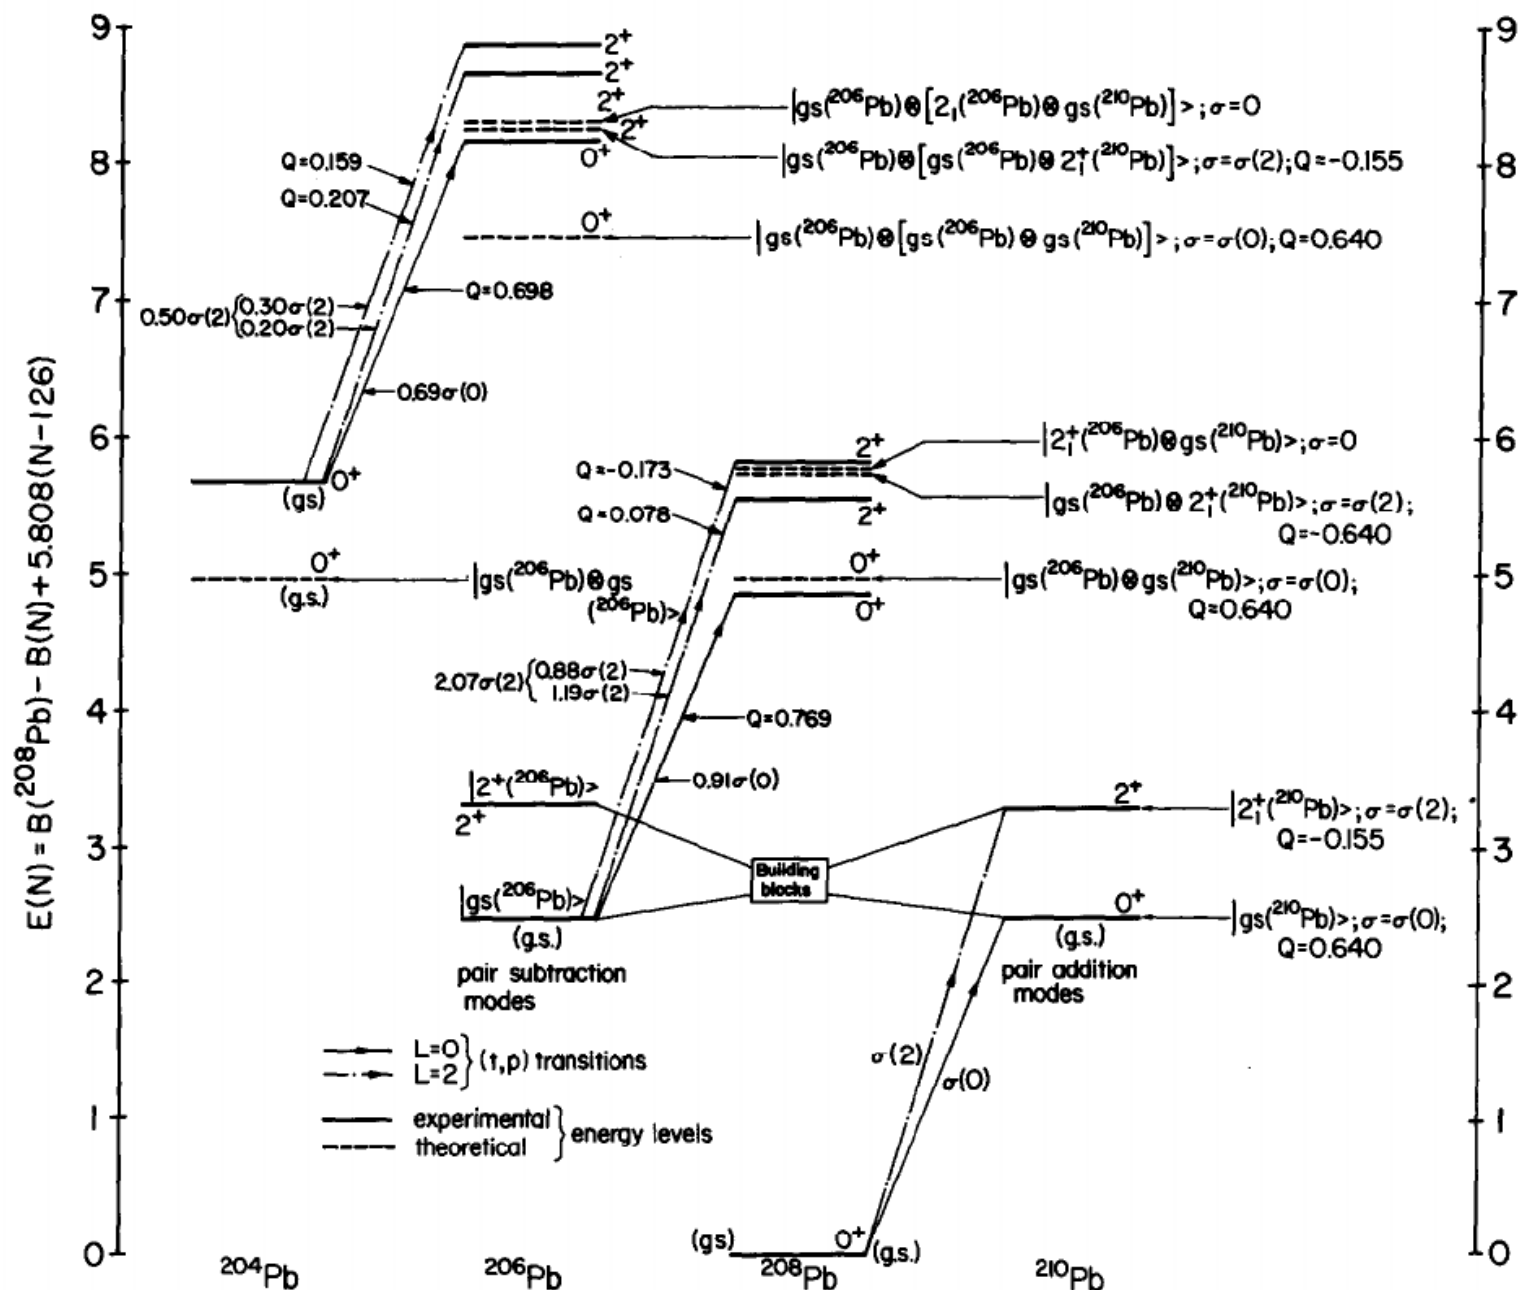 9
8
7
6
5
4
3
2
1
0
E(N) = B(²⁰⁸Pb) - B(N) + 5.808(N-126)
9
8
7
6
5
4
3
2
1
0
2⁺
2⁺
2⁺
2⁺
0⁺
0⁺
|gs(²⁰⁶Pb)⊗[2₁(²⁰⁶Pb)⊗gs(²¹⁰Pb)]>;σ=0
|gs(²⁰⁶Pb)⊗[gs(²⁰⁶Pb)⊗2₁⁺(²¹⁰Pb)]>;σ=σ(2);Q=-0.155
|gs(²⁰⁶Pb)⊗[gs(²⁰⁶Pb)⊗gs(²¹⁰Pb)]>;σ=σ(0);Q=0.640
Q=0.159
Q=0.207
Q=0.698
0.50σ(2){0.30σ(2)
0.20σ(2)
0.69σ(0)
(gs) 0⁺
0⁺
(g.s.)
|gs(²⁰⁶Pb)⊗gs
(²⁰⁶Pb)>
2⁺
2⁺
0⁺
0⁺
|2₁⁺(²⁰⁶Pb)⊗gs(²¹⁰Pb)>;σ=0
|gs(²⁰⁶Pb)⊗2₁⁺(²¹⁰Pb)>;σ=σ(2);
Q=-0.640
|gs(²⁰⁶Pb)⊗gs(²¹⁰Pb)>;σ=σ(0);
Q=0.640
Q=-0.173
Q=0.078
2.07σ(2){0.88σ(2)
1.19σ(2)
Q=0.769
0.91σ(0)
|2⁺(²⁰⁶Pb)>
2⁺
|gs(²⁰⁶Pb)>
(g.s.)
pair subtraction
modes
Building
blocks
2⁺
|2₁⁺(²¹⁰Pb)>;σ=σ(2);
Q=-0.155
0⁺
|gs(²¹⁰Pb)>;σ=σ(0);
Q=0.640
(g.s.)
pair addition
modes
σ(2)
σ(0)
L=0
L=2
} (t,p) transitions
experimental
theoretical
} energy levels
(gs) 0⁺ (g.s.)
²⁰⁴Pb
²⁰⁶Pb
²⁰⁸Pb
²¹⁰Pb